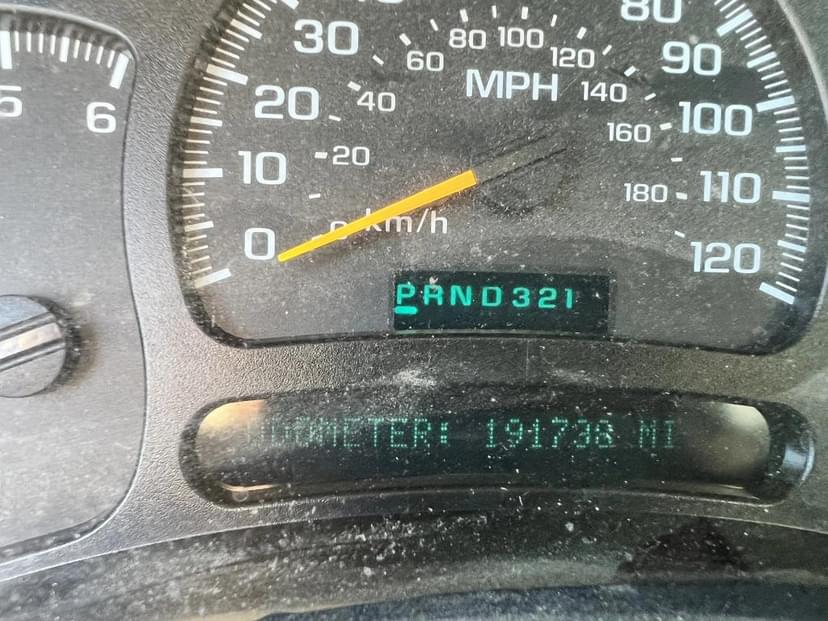 80
30 80 100 90
60 120
MPH
20 40 140 100
5 6 160
10 20 180 110
0 km/h 120
PRND321
ODOMETER: 191738 MI